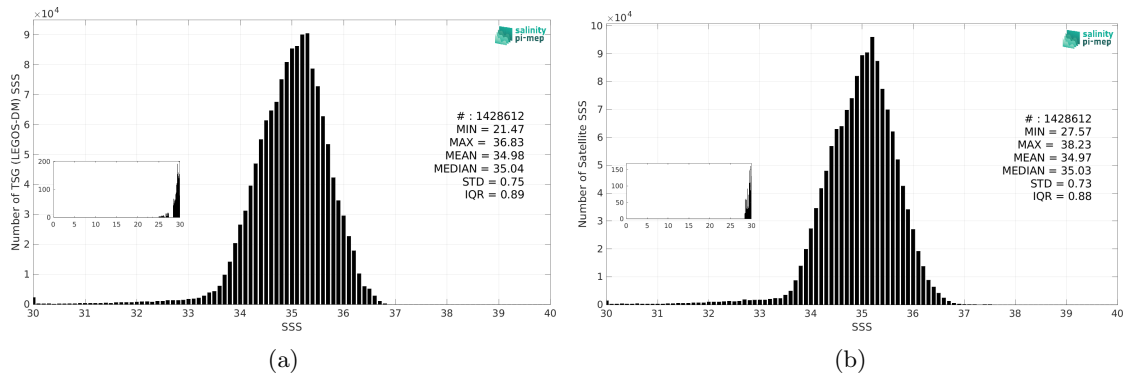 ×10⁴
9
8
7
6
5
4
3
2
1
0
Number of TSG (LEGOS-DM) SSS
salinity
pi-mep
# : 1428612
MIN = 21.47
MAX = 36.83
MEAN = 34.98
MEDIAN = 35.04
STD = 0.75
IQR = 0.89
200
100
0
0 5 10 15 20 25 30
30 31 32 33 34 35 36 37 38 39 40
SSS
(a)
×10⁴
10
9
8
7
6
5
4
3
2
1
0
Number of Satellite SSS
salinity
pi-mep
# : 1428612
MIN = 27.57
MAX = 38.23
MEAN = 34.97
MEDIAN = 35.03
STD = 0.73
IQR = 0.88
150
100
50
0
0 5 10 15 20 25 30
30 31 32 33 34 35 36 37 38 39 40
SSS
(b)